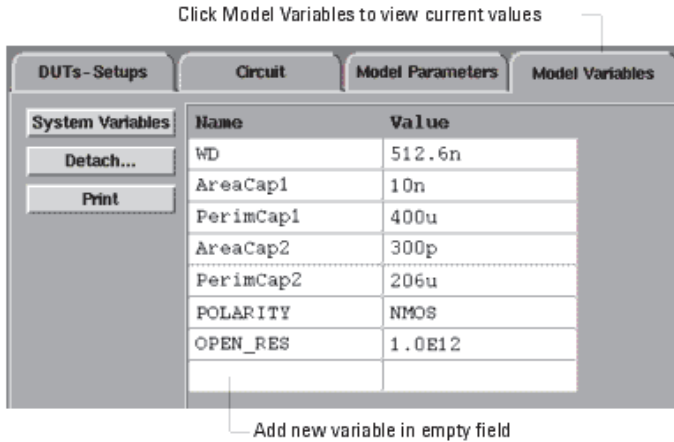 Click Model Variables to view current values
DUTs-Setups Circuit Model Parameters Model Variables
System Variables Name Value
Detach... WD 512.6n
Print AreaCap1 10n
PerimCap1 400u
AreaCap2 300p
PerimCap2 206u
POLARITY NMOS
OPEN_RES 1.0E12
Add new variable in empty field